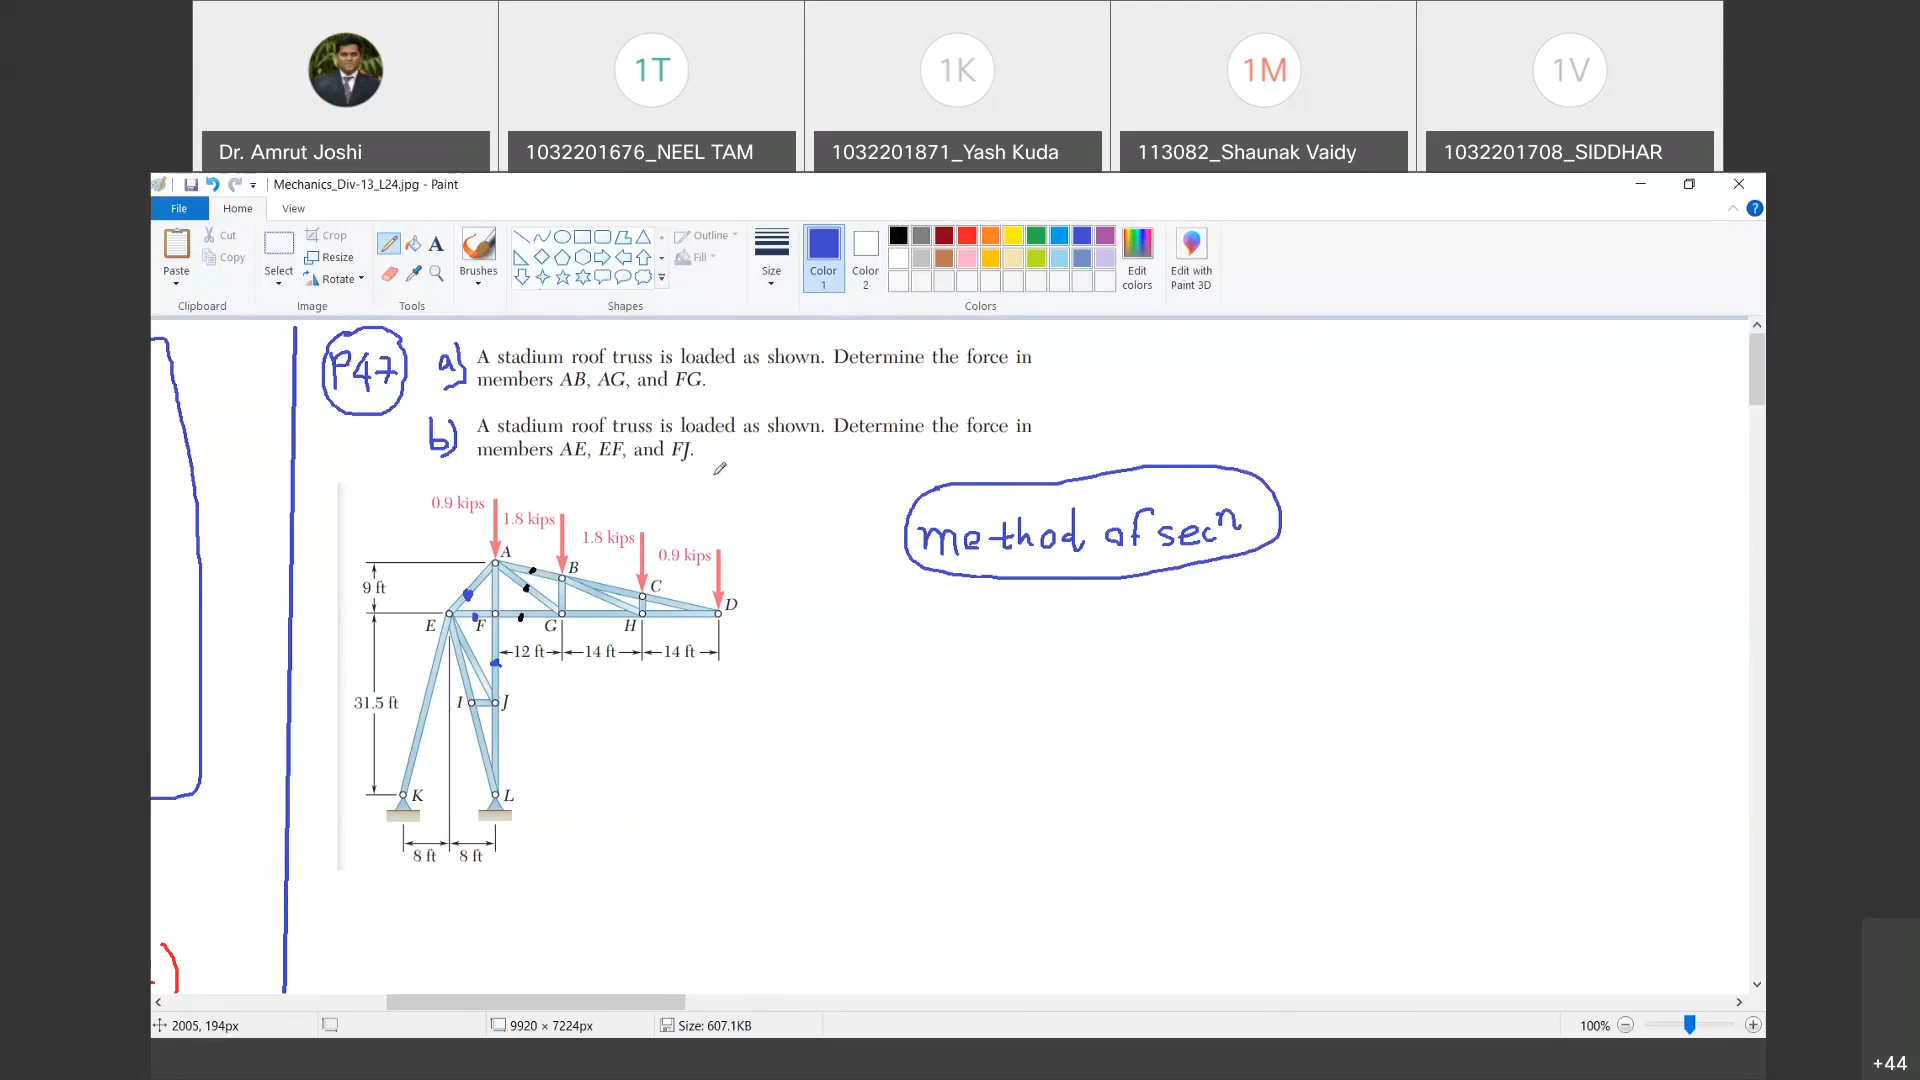 1T
1K
1M
1V
Dr. Amrut Joshi
1032201676_NEEL TAM
1032201871_Yash Kuda
113082_Shaunak Vaidy
1032201708_SIDDHAR
Mechanics_Div-13_L24.jpg - Paint
File
Home
View
Paste
Cut
Copy
Clipboard
Select
Crop
Resize
Rotate
Image
A
Tools
Brushes
Outline
Fill
Shapes
Size
Color
1
Color
2
Edit
colors
Colors
Edit with
Paint 3D
?
P47
a)
A stadium roof truss is loaded as shown. Determine the force in
members AB, AG, and FG.
b)
A stadium roof truss is loaded as shown. Determine the force in
members AE, EF, and FJ.
method of secn
0.9 kips
1.8 kips
1.8 kips
0.9 kips
A
B
C
D
9 ft
E
F
G
H
12 ft
14 ft
14 ft
31.5 ft
I
J
K
L
8 ft
8 ft
2005, 194px
9920 × 7224px
Size: 607.1KB
100%
+44